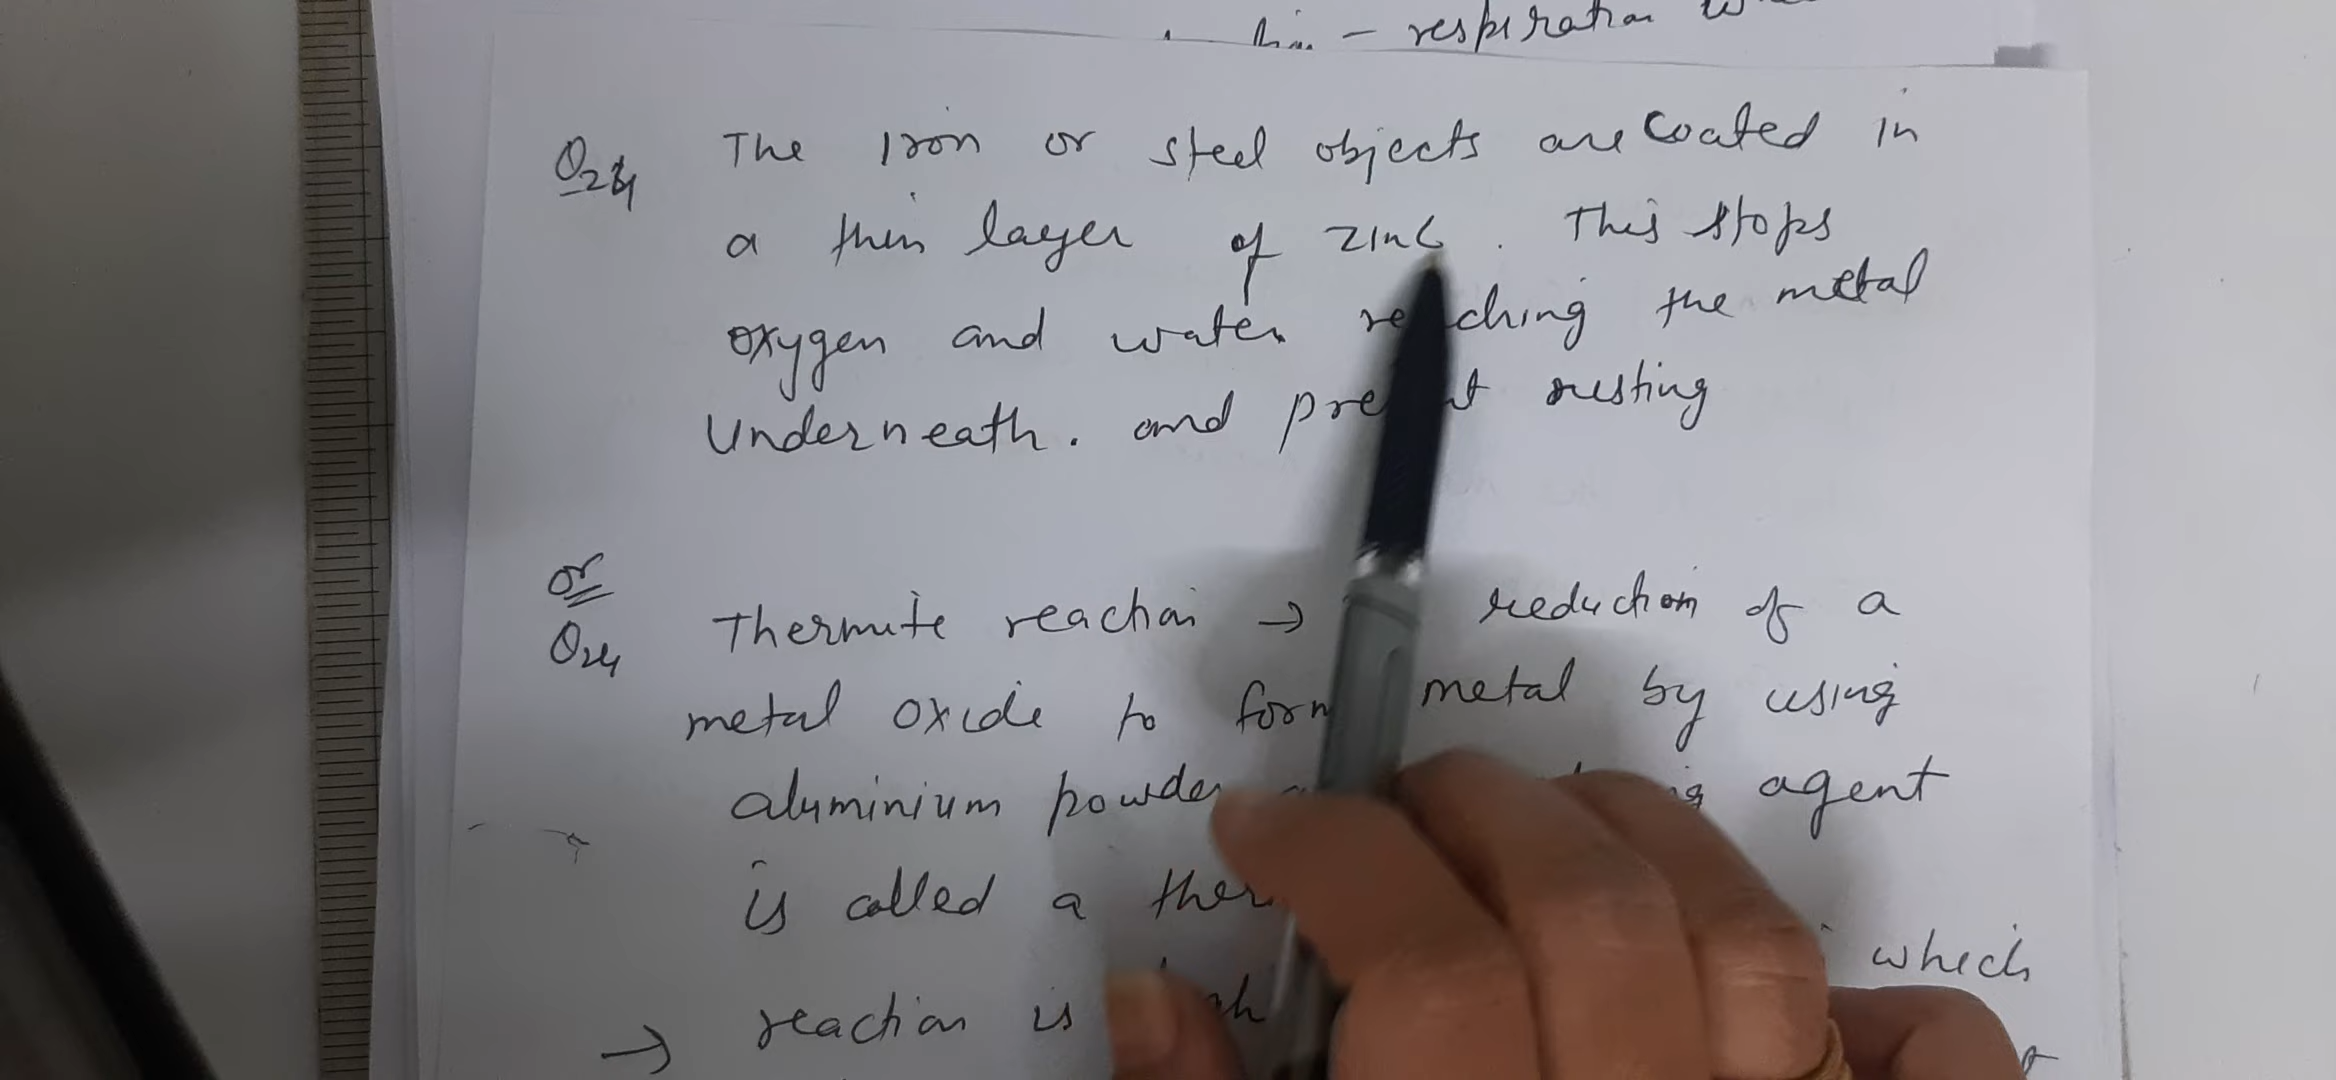 – respiration
Q24 The Iron or steel objects are coated in
a thin layer of zinc. This stops
oxygen and water the metal
Underneath. and rusting
or
Q24 Thermite reaction → reduction of a
metal oxide to form metal by using
aluminium powder agent
is called a
which
→ reaction is